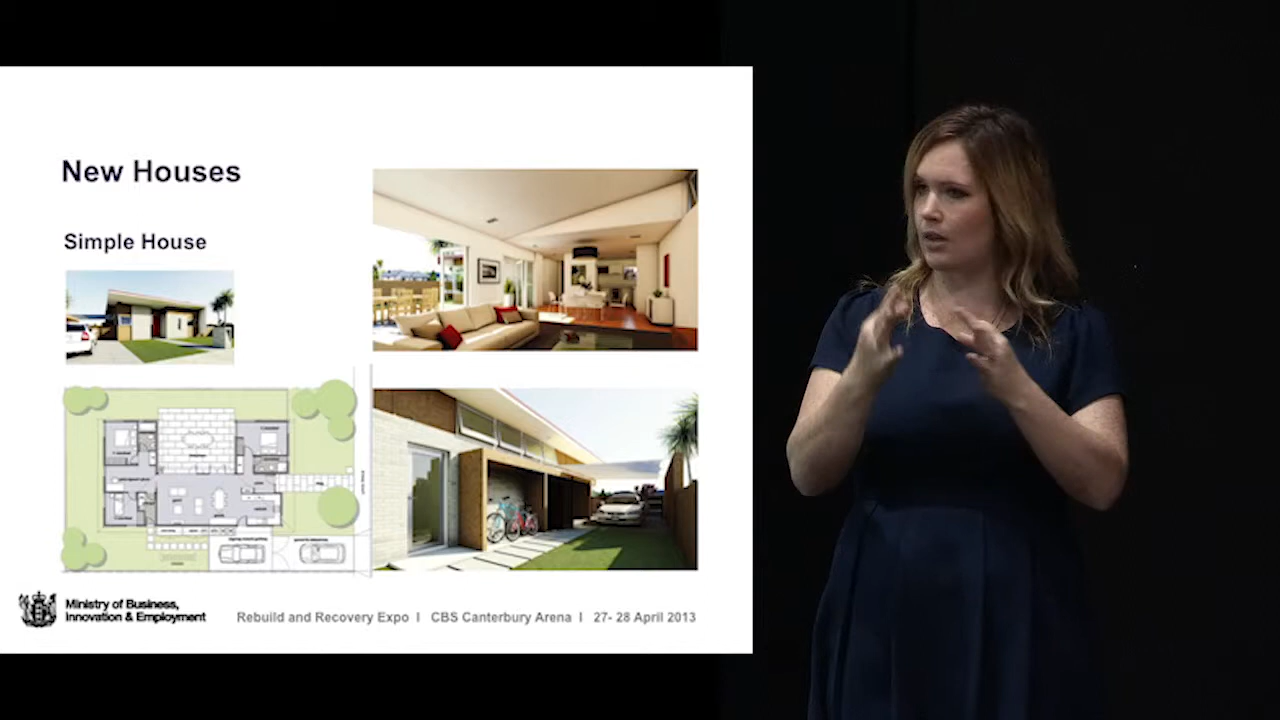 New Houses
Simple House
Ministry of Business,
Innovation & Employment
Rebuild and Recovery Expo I CBS Canterbury Arena I 27- 28 April 2013